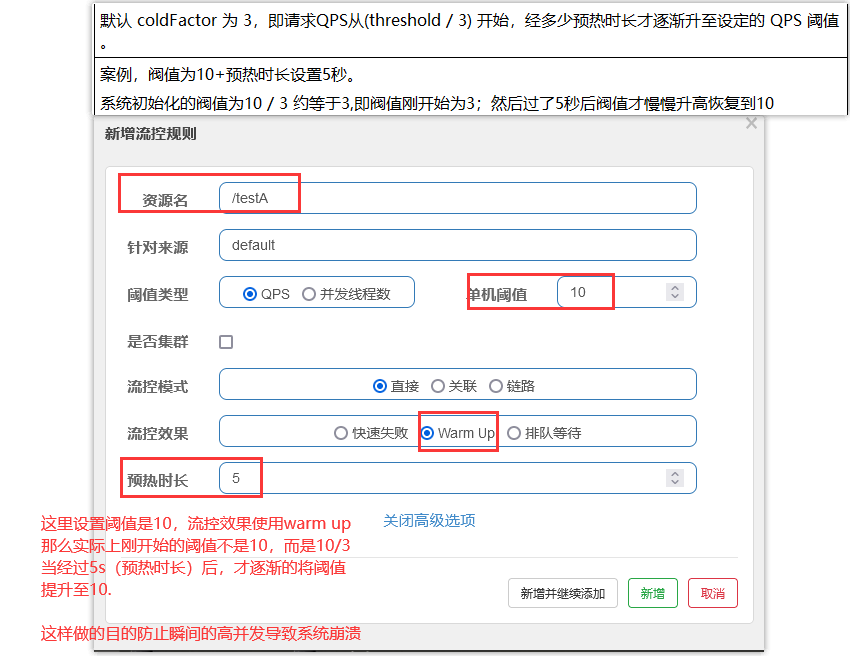 默认 coldFactor 为 3，即请求QPS从(threshold / 3) 开始，经多少预热时长才逐渐升至设定的 QPS 阈值
。
案例，阀值为10+预热时长设置5秒。
系统初始化的阀值为10 / 3 约等于3,即阀值刚开始为3；然后过了5秒后阀值才慢慢升高恢复到10
新增流控规则
×
资源名 /testA
针对来源 default
阈值类型 QPS 并发线程数 单机阈值 10
是否集群
流控模式 直接 关联 链路
流控效果 快速失败 Warm Up 排队等待
预热时长 5
关闭高级选项
这里设置阈值是10，流控效果使用warm up
那么实际上刚开始的阈值不是10，而是10/3
当经过5s（预热时长）后，才逐渐的将阈值
提升至10.
新增并继续添加 新增 取消
这样做的目的防止瞬间的高并发导致系统崩溃